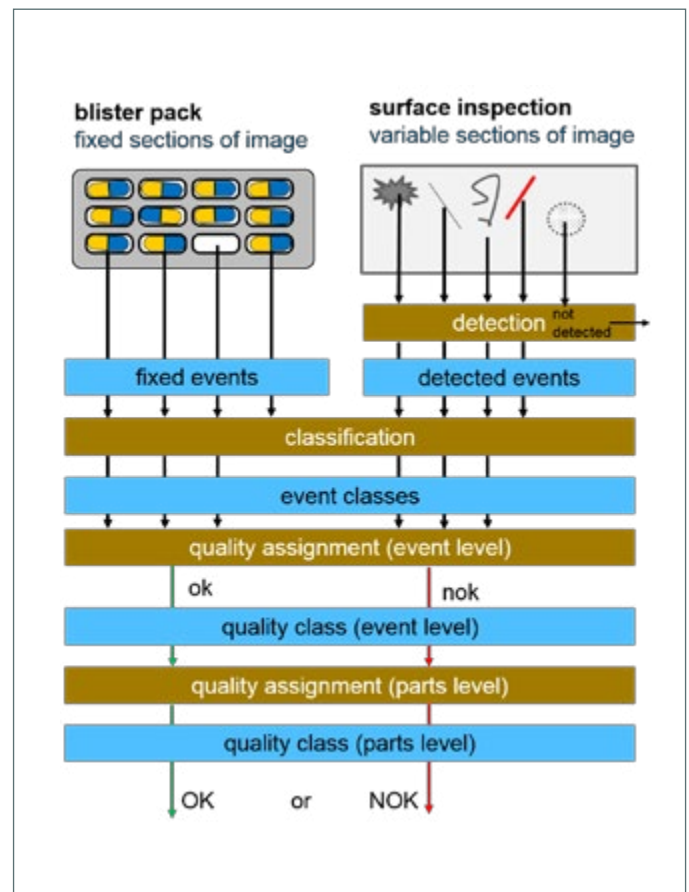 blister pack
fixed sections of image
surface inspection
variable sections of image
detection
not
detected
fixed events
detected events
classification
event classes
quality assignment (event level)
ok
nok
quality class (event level)
quality assignment (parts level)
quality class (parts level)
OK or NOK